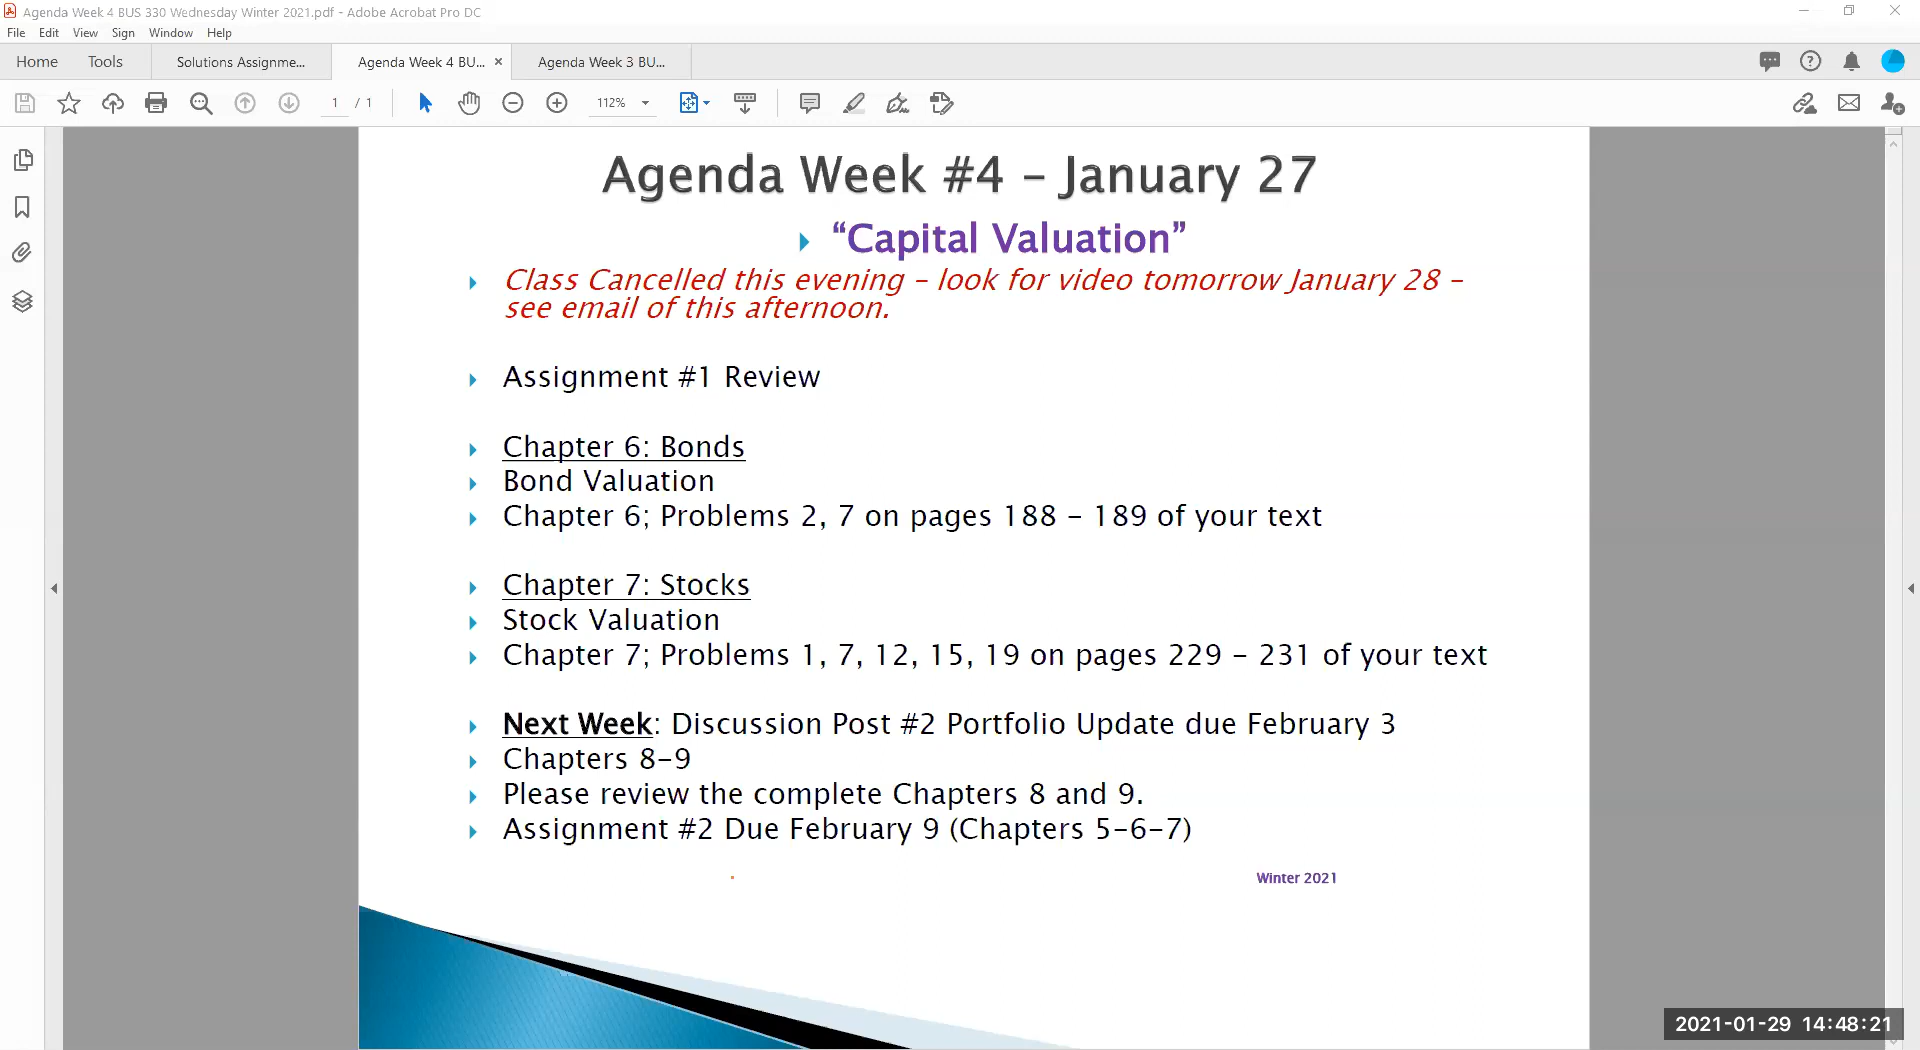 Agenda Week 4 BUS 330 Wednesday Winter 2021.pdf - Adobe Acrobat Pro DC
File Edit View Sign Window Help
Home Tools Solutions Assignme... Agenda Week 4 BU... × Agenda Week 3 BU...
1 / 1 112%
Agenda Week #4 – January 27
“Capital Valuation”
Class Cancelled this evening – look for video tomorrow January 28 –
see email of this afternoon.
Assignment #1 Review
Chapter 6: Bonds
Bond Valuation
Chapter 6; Problems 2, 7 on pages 188 – 189 of your text
Chapter 7: Stocks
Stock Valuation
Chapter 7; Problems 1, 7, 12, 15, 19 on pages 229 – 231 of your text
Next Week: Discussion Post #2 Portfolio Update due February 3
Chapters 8-9
Please review the complete Chapters 8 and 9.
Assignment #2 Due February 9 (Chapters 5-6-7)
Winter 2021
2021-01-29 14:48:21